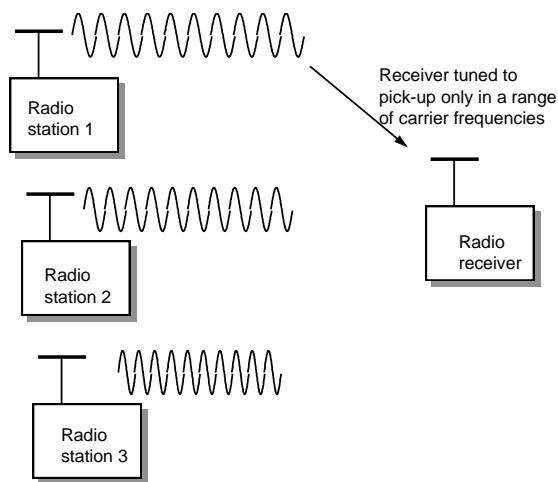 Radio
station 1
Receiver tuned to
pick-up only in a range
of carrier frequencies
Radio
station 2
Radio
receiver
Radio
station 3